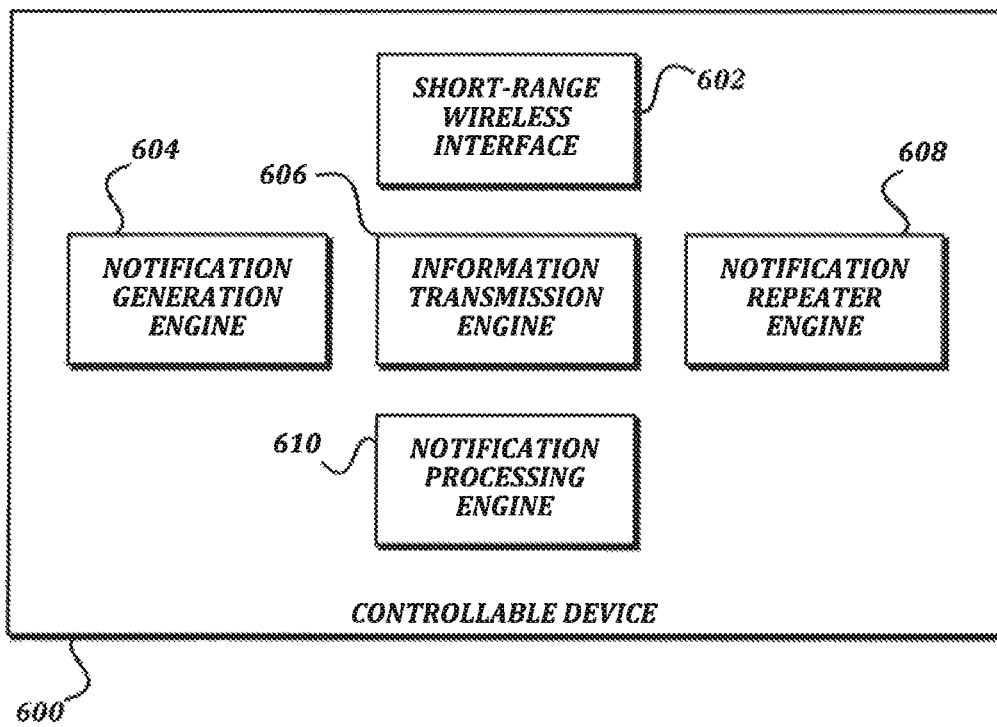 SHORT-RANGE
WIRELESS
INTERFACE
602
604
606
608
NOTIFICATION
GENERATION
ENGINE
INFORMATION
TRANSMISSION
ENGINE
NOTIFICATION
REPEATER
ENGINE
610
NOTIFICATION
PROCESSING
ENGINE
CONTROLLABLE DEVICE
600